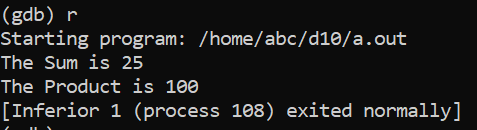 (gdb) r
Starting program: /home/abc/d10/a.out
The Sum is 25
The Product is 100
[Inferior 1 (process 108) exited normally]